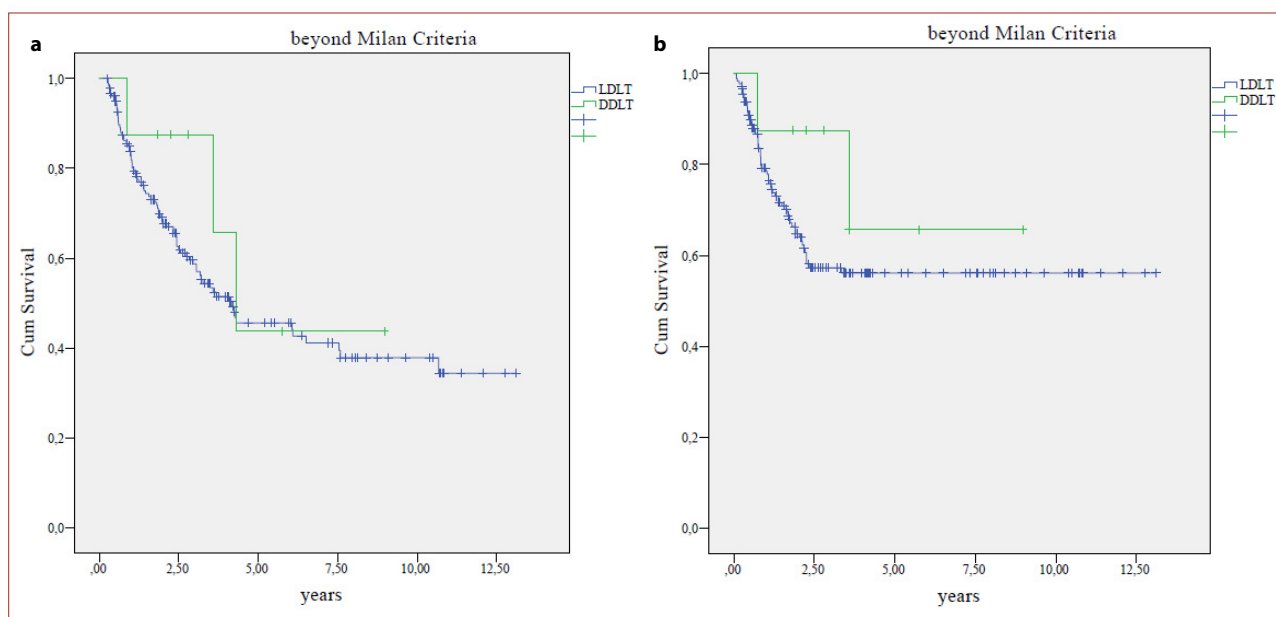 a
beyond Milan Criteria
1,0
0,8
0,6
0,4
0,2
0,0
Cum Survival
,00 2,50 5,00 7,50 10,00 12,50
years
LDLT
DDLT
b
beyond Milan Criteria
1,0
0,8
0,6
0,4
0,2
0,0
Cum Survival
,00 2,50 5,00 7,50 10,00 12,50
years
LDLT
DDLT